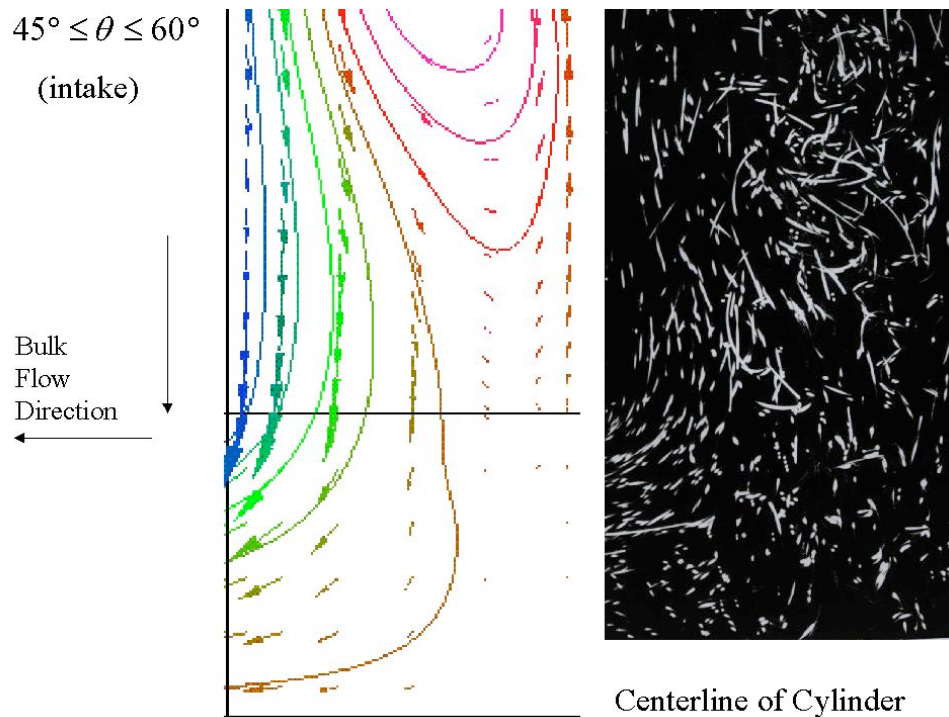 45° ≤ θ ≤ 60°
(intake)
Bulk
Flow
Direction
Centerline of Cylinder